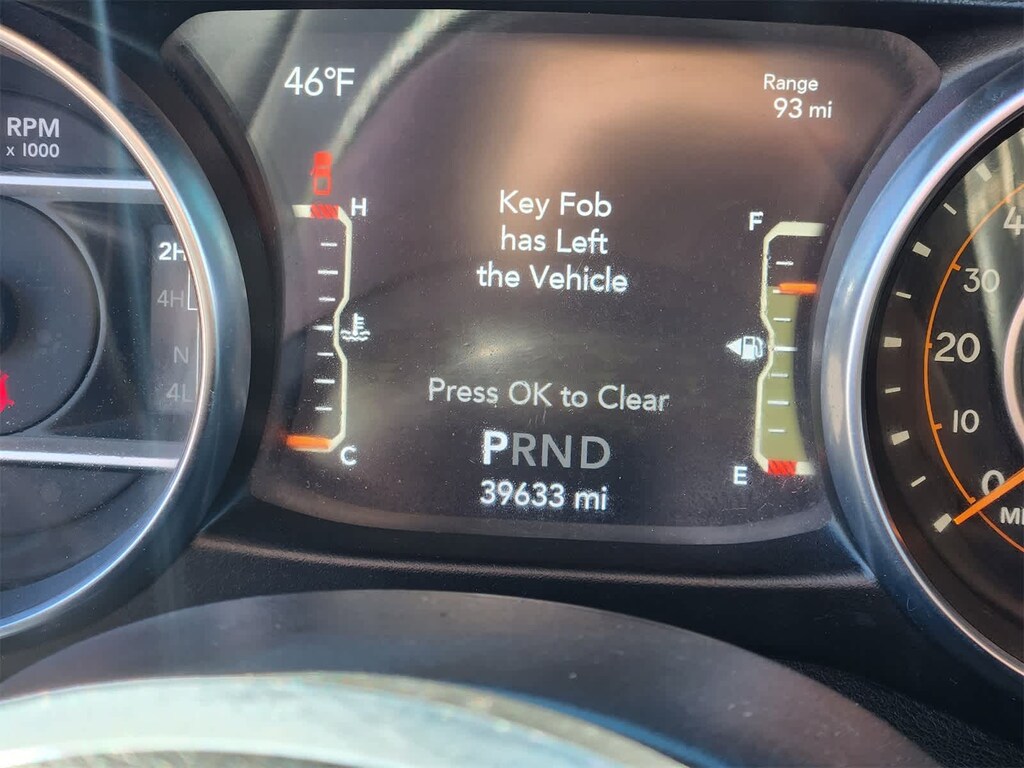 46°F
Range
93 mi
RPM
x 1000
H
Key Fob
has Left
the Vehicle
F
2H
4H
N
4L
30
20
10
0
Press OK to Clear
C
PRND
E
39633 mi